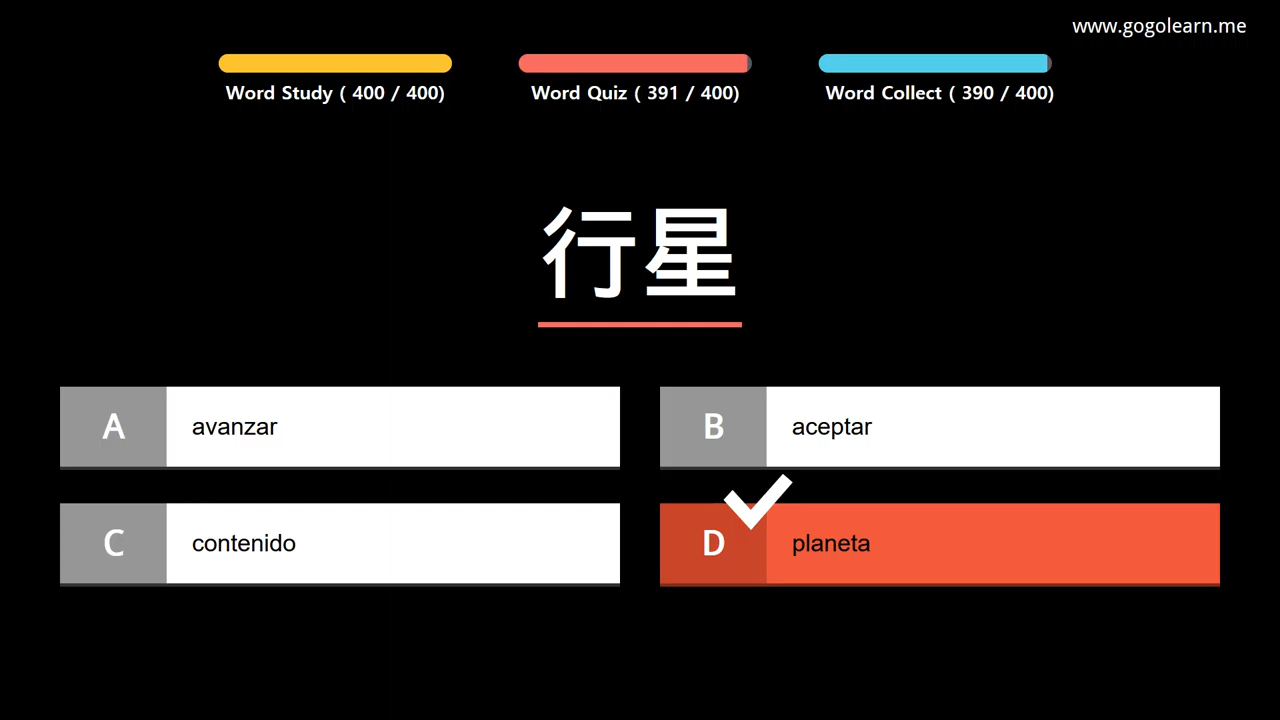 www.gogolearn.me
Word Study ( 400 / 400)
Word Quiz ( 391 / 400)
Word Collect ( 390 / 400)
行星
A avanzar
B aceptar
C contenido
D planeta